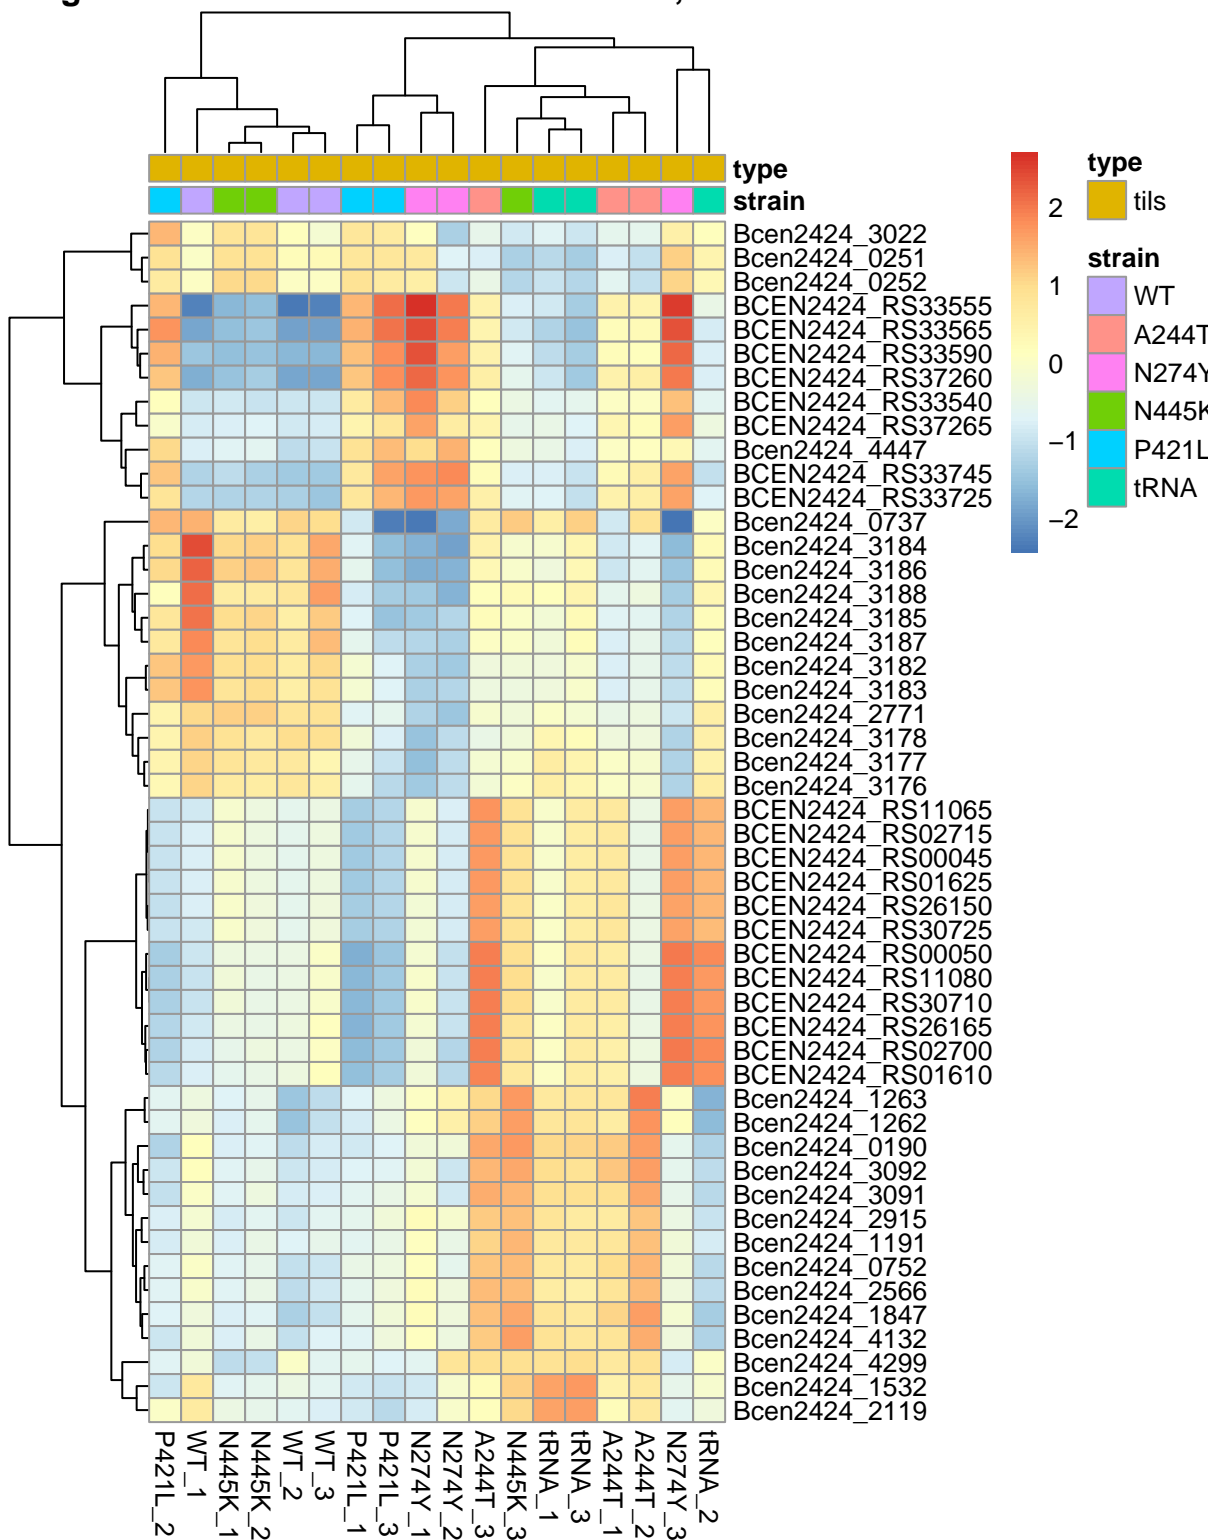 type
strain
Bcen2424_3022
Bcen2424_0251
Bcen2424_0252
BCEN2424_RS33555
BCEN2424_RS33565
BCEN2424_RS33590
BCEN2424_RS37260
BCEN2424_RS33540
BCEN2424_RS37265
Bcen2424_4447
BCEN2424_RS33745
BCEN2424_RS33725
Bcen2424_0737
Bcen2424_3184
Bcen2424_3186
Bcen2424_3188
Bcen2424_3185
Bcen2424_3187
Bcen2424_3182
Bcen2424_3183
Bcen2424_2771
Bcen2424_3178
Bcen2424_3177
Bcen2424_3176
BCEN2424_RS11065
BCEN2424_RS02715
BCEN2424_RS00045
BCEN2424_RS01625
BCEN2424_RS26150
BCEN2424_RS30725
BCEN2424_RS00050
BCEN2424_RS11080
BCEN2424_RS30710
BCEN2424_RS26165
BCEN2424_RS02700
BCEN2424_RS01610
Bcen2424_1263
Bcen2424_1262
Bcen2424_0190
Bcen2424_3092
Bcen2424_3091
Bcen2424_2915
Bcen2424_1191
Bcen2424_0752
Bcen2424_2566
Bcen2424_1847
Bcen2424_4132
Bcen2424_4299
Bcen2424_1532
Bcen2424_2119
P421L_2
WT_1
N445K_1
N445K_2
WT_2
WT_3
P421L_1
P421L_3
N274Y_1
N274Y_2
A244T_3
N445K_3
tRNA_1
tRNA_3
A244T_1
A244T_2
N274Y_3
tRNA_2
2
1
0
−1
−2
type
tils
strain
WT
A244T
N274Y
N445K
P421L
tRNA